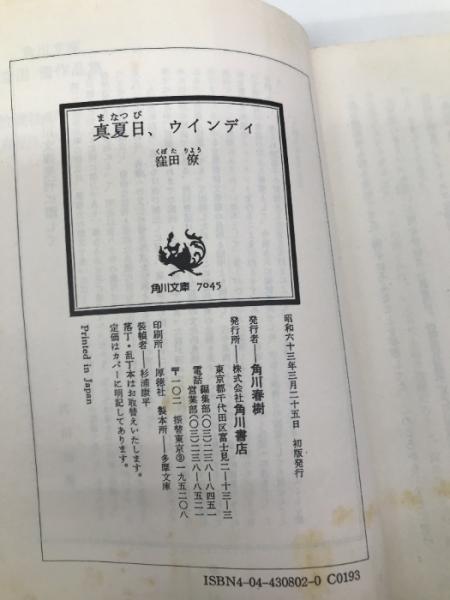 まなつび
真夏日、ウインディ
くぼた りょう
窪田 僚
角川文庫 7045
昭和六十三年三月二十五日 初版発行
発行者――角川春樹
発行所――株式会社角川書店
東京都千代田区富士見二―十三―三
電話 編集部(〇三)二三八―八四五一
営業部(〇三)二三八―八五二一
〒一〇二 振替東京③一九五二〇八
印刷所――厚徳社 製本所――多摩文庫
装幀者――杉浦康平
落丁・乱丁本はお取替えいたします。
定価はカバーに明記してあります。
Printed in Japan
ISBN4-04-430802-0 C0193